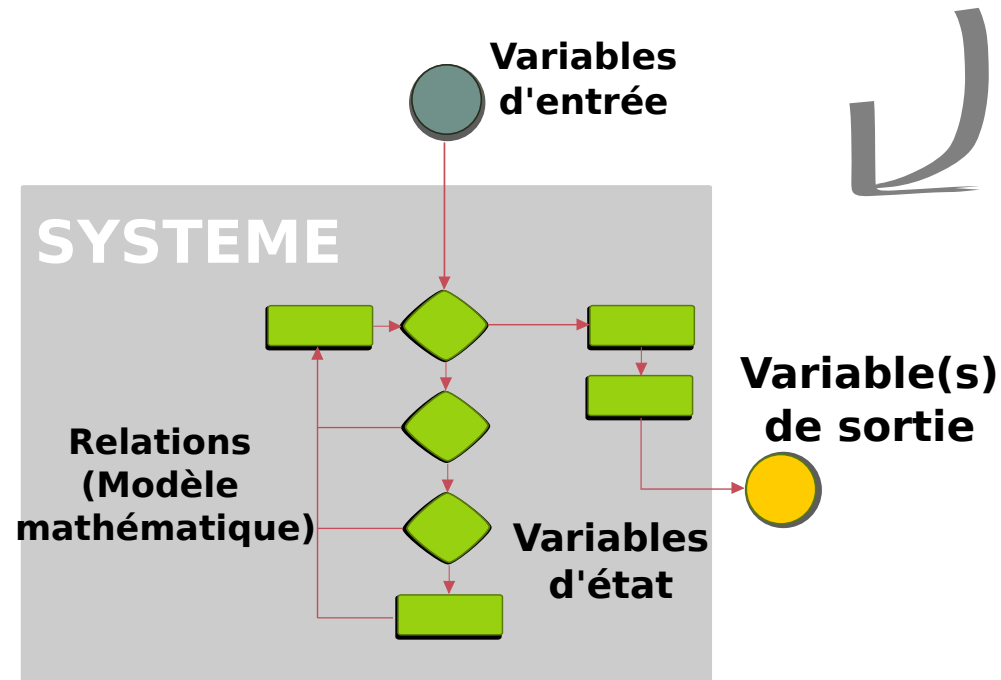 Variables
d'entrée
SYSTEME
Variable(s)
de sortie
Relations
(Modèle
mathématique)
Variables
d'état